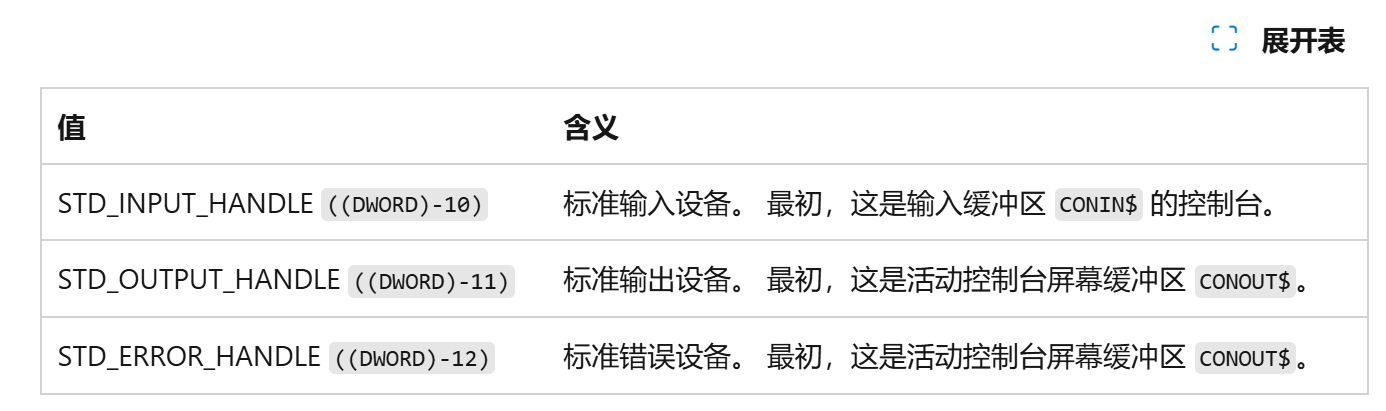 展开表
值 含义
STD_INPUT_HANDLE ((DWORD)-10) 标准输入设备。 最初，这是输入缓冲区 CONIN$ 的控制台。
STD_OUTPUT_HANDLE ((DWORD)-11) 标准输出设备。 最初，这是活动控制台屏幕缓冲区 CONOUT$。
STD_ERROR_HANDLE ((DWORD)-12) 标准错误设备。 最初，这是活动控制台屏幕缓冲区 CONOUT$。